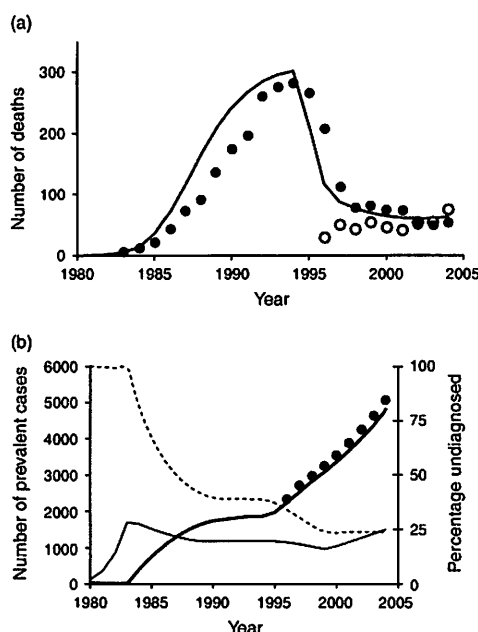 (a)
Number of deaths
300
200
100
0
1980 1985 1990 1995 2000 2005
Year
(b)
Number of prevalent cases
6000
5000
4000
3000
2000
1000
0
Percentage undiagnosed
100
75
50
25
0
1980 1985 1990 1995 2000 2005
Year